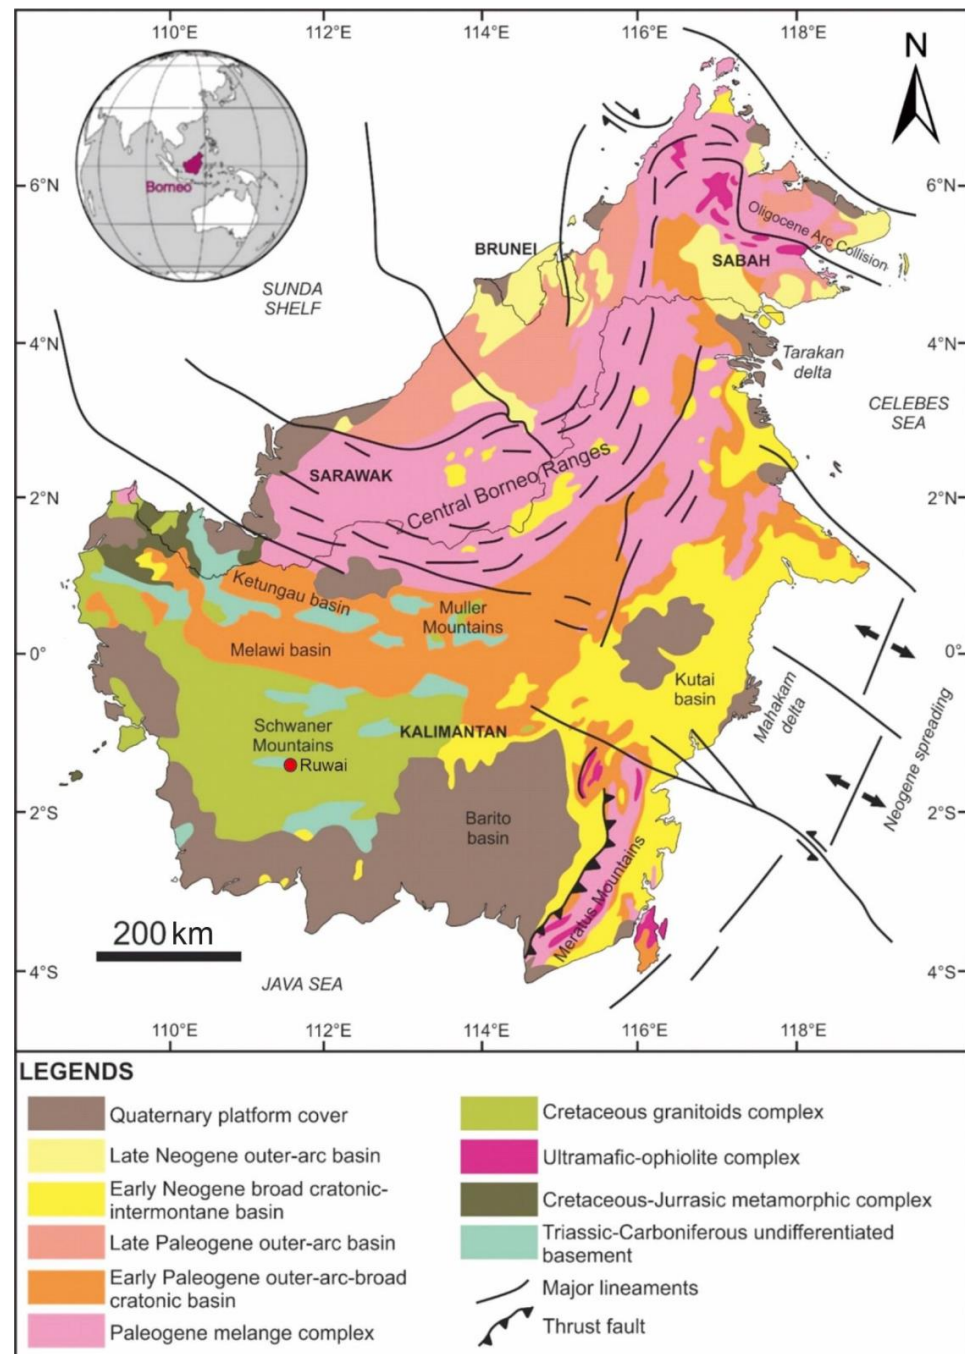 110°E
112°E
114°E
116°E
118°E
N
Borneo
6°N
6°E
BRUNEI
SABAH
Oligocene Arc Collision
SUNDA
SHELF
4°N
4°N
Tarakan
delta
CELEBES
SEA
SARAWAK
Central Borneo Ranges
2°N
2°N
Ketungau basin
Muller
Mountains
Melawi basin
0°
0°
Kutai
basin
Mahakam
delta
Neogene spreading
Schwaner
Mountains
KALIMANTAN
Ruwai
2°S
2°S
Barito
basin
Meratus Mountains
200 km
4°S
4°S
JAVA SEA
110°E
112°E
114°E
116°E
118°E
LEGENDS
Quaternary platform cover
Late Neogene outer-arc basin
Early Neogene broad cratonic-
intermontane basin
Late Paleogene outer-arc basin
Early Paleogene outer-arc-broad
cratonic basin
Paleogene melange complex
Cretaceous granitoids complex
Ultramafic-ophiolite complex
Cretaceous-Jurrasic metamorphic complex
Triassic-Carboniferous undifferentiated
basement
Major lineaments
Thrust fault